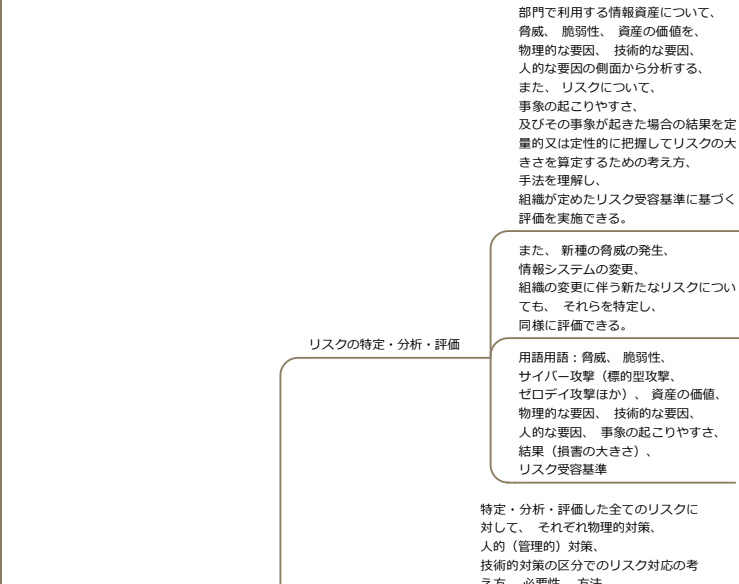 部門で利用する情報資産について、
脅威、 脆弱性、 資産の価値を、
物理的な要因、 技術的な要因、
人的な要因の側面から分析する、
また、 リスクについて、
事象の起こりやすさ、
及びその事象が起きた場合の結果を定
量的又は定性的に把握してリスクの大
きさを算定するための考え方、
手法を理解し、
組織が定めたリスク受容基準に基づく
評価を実施できる。
また、 新種の脅威の発生、
情報システムの変更、
組織の変更に伴う新たなリスクについ
ても、 それらを特定し、
同様に評価できる。
リスクの特定・分析・評価
用語用語：脅威、 脆弱性、
サイバー攻撃（標的型攻撃、
ゼロデイ攻撃ほか）、 資産の価値、
物理的な要因、 技術的な要因、
人的な要因、 事象の起こりやすさ、
結果（損害の大きさ）、
リスク受容基準
特定・分析・評価した全てのリスクに
対して、 それぞれ物理的対策、
人的（管理的）対策、
技術的対策の区分でのリスク対応の考
え方、 必要性、 方法、